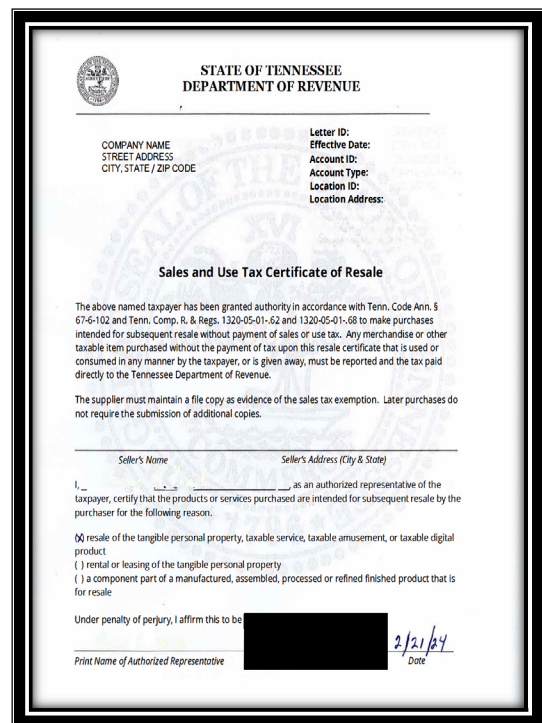 STATE OF TENNESSEE
DEPARTMENT OF REVENUE
COMPANY NAME
STREET ADDRESS
CITY, STATE / ZIP CODE
Letter ID:
Effective Date:
Account ID:
Account Type:
Location ID:
Location Address:
Sales and Use Tax Certificate of Resale
The above named taxpayer has been granted authority in accordance with Tenn. Code Ann. §
67-6-102 and Tenn. Comp. R. & Regs. 1320-05-01-.62 and 1320-05-01-.68 to make purchases
intended for subsequent resale without payment of sales or use tax. Any merchandise or other
taxable item purchased without the payment of tax upon this resale certificate that is used or
consumed in any manner by the taxpayer, or is given away, must be reported and the tax paid
directly to the Tennessee Department of Revenue.
The supplier must maintain a file copy as evidence of the sales tax exemption. Later purchases do
not require the submission of additional copies.
Seller's Name Seller's Address (City & State)
I, _ __, as an authorized representative of the
taxpayer, certify that the products or services purchased are intended for subsequent resale by the
purchaser for the following reason.
(X) resale of the tangible personal property, taxable service, taxable amusement, or taxable digital
product
( ) rental or leasing of the tangible personal property
( ) a component part of a manufactured, assembled, processed or refined finished product that is
for resale
Under penalty of perjury, I affirm this to be
2/21/24
Print Name of Authorized Representative Date